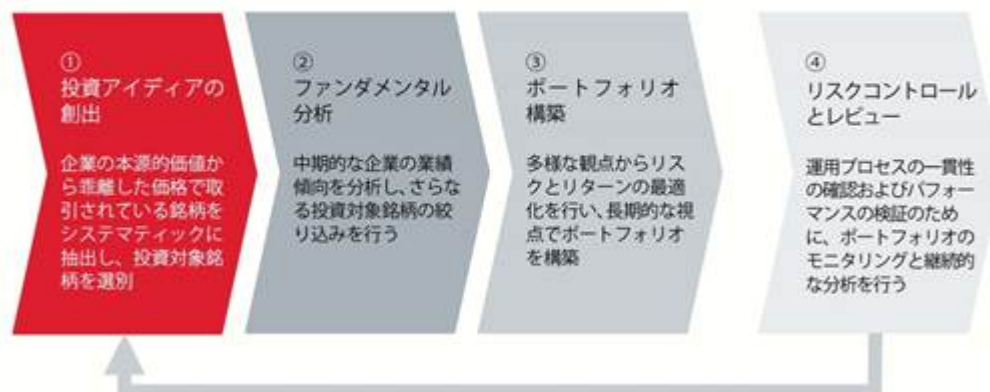 ①
投資アイディアの
創出
企業の本源的価値か
ら乖離した価格で取
引されている銘柄を
システマティックに
抽出し、投資対象銘
柄を選別
②
ファンダメンタル
分析
中期的な企業の業績
傾向を分析し、さらな
る投資対象銘柄の絞
り込みを行う
③
ポートフォリオ
構築
多様な観点からリス
クとリターンの最適
化を行い、長期的な視
点でポートフォリオ
を構築
④
リスクコントロール
とレビュー
運用プロセスの一貫性
の確認およびパフォー
マンスの検証のため
に、ポートフォリオの
モニタリングと継続的
な分析を行う